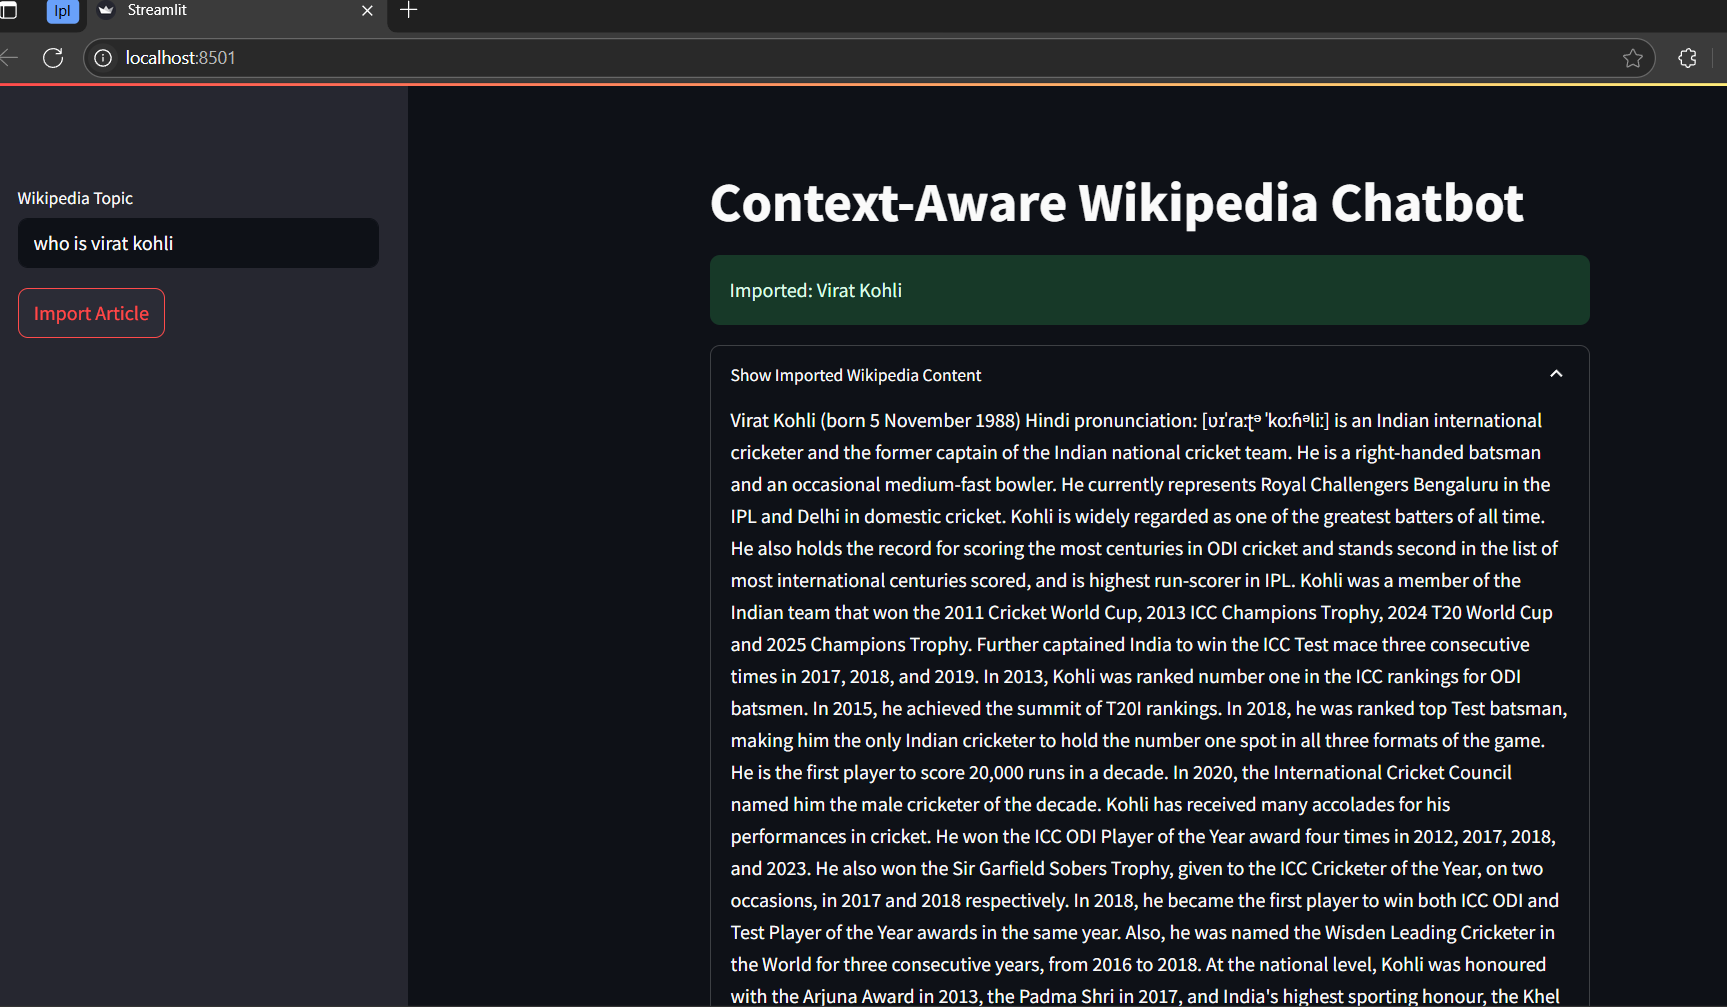 Ipl
Streamlit
localhost:8501
Wikipedia Topic
who is virat kohli
Import Article
Context-Aware Wikipedia Chatbot
Imported: Virat Kohli
Show Imported Wikipedia Content
Virat Kohli (born 5 November 1988) Hindi pronunciation: [ʋɪˈɾaːʈᵊ ˈkoːɦᵊliː] is an Indian international
cricketer and the former captain of the Indian national cricket team. He is a right-handed batsman
and an occasional medium-fast bowler. He currently represents Royal Challengers Bengaluru in the
IPL and Delhi in domestic cricket. Kohli is widely regarded as one of the greatest batters of all time.
He also holds the record for scoring the most centuries in ODI cricket and stands second in the list of
most international centuries scored, and is highest run-scorer in IPL. Kohli was a member of the
Indian team that won the 2011 Cricket World Cup, 2013 ICC Champions Trophy, 2024 T20 World Cup
and 2025 Champions Trophy. Further captained India to win the ICC Test mace three consecutive
times in 2017, 2018, and 2019. In 2013, Kohli was ranked number one in the ICC rankings for ODI
batsmen. In 2015, he achieved the summit of T20I rankings. In 2018, he was ranked top Test batsman,
making him the only Indian cricketer to hold the number one spot in all three formats of the game.
He is the first player to score 20,000 runs in a decade. In 2020, the International Cricket Council
named him the male cricketer of the decade. Kohli has received many accolades for his
performances in cricket. He won the ICC ODI Player of the Year award four times in 2012, 2017, 2018,
and 2023. He also won the Sir Garfield Sobers Trophy, given to the ICC Cricketer of the Year, on two
occasions, in 2017 and 2018 respectively. In 2018, he became the first player to win both ICC ODI and
Test Player of the Year awards in the same year. Also, he was named the Wisden Leading Cricketer in
the World for three consecutive years, from 2016 to 2018. At the national level, Kohli was honoured
with the Arjuna Award in 2013, the Padma Shri in 2017, and India's highest sporting honour, the Khel